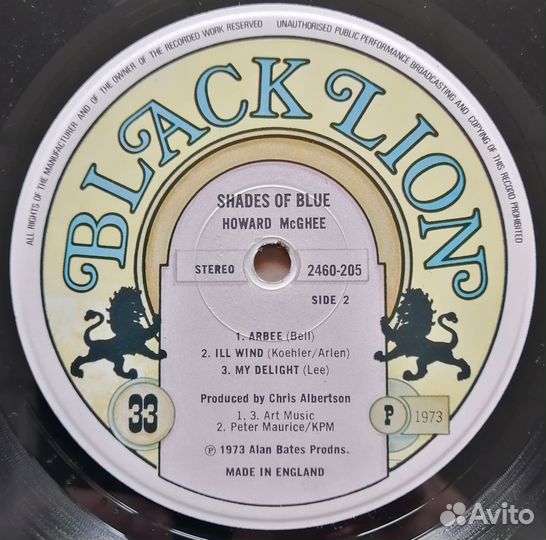 ALL RIGHTS OF THE MANUFACTURER AND OF THE OWNER OF THE RECORDED WORK RESERVED
UNAUTHORISED PUBLIC PERFORMANCE BROADCASTING AND COPYING OF THIS RECORD PROHIBITED
BLACK LION
SHADES OF BLUE
HOWARD McGHEE
STEREO 2460-205
SIDE 2
1. ARBEE (Bell)
2. ILL WIND (Koehler/Arlen)
3. MY DELIGHT (Lee)
Produced by Chris Albertson
1. 3. Art Music
2. Peter Maurice/KPM
℗ 1973 Alan Bates Prodns.
MADE IN ENGLAND
33
P 1973
Avito